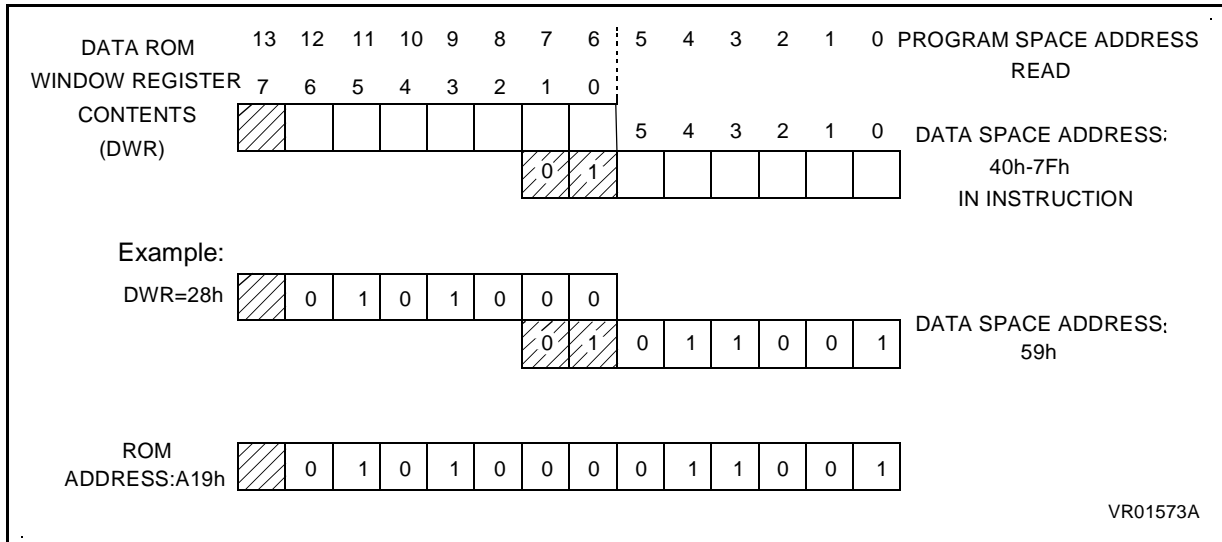 DATA ROM 13 12 11 10 9 8 7 6 5 4 3 2 1 0 PROGRAM SPACE ADDRESS
READ
WINDOW REGISTER 7 6 5 4 3 2 1 0
CONTENTS
(DWR)
5 4 3 2 1 0 DATA SPACE ADDRESS:
0 1 40h-7Fh
IN INSTRUCTION
Example:
DWR=28h 0 1 0 1 0 0 0
0 1 0 1 1 0 0 1 DATA SPACE ADDRESS:
59h
ROM
ADDRESS:A19h 0 1 0 1 0 0 0 0 1 1 0 0 1
VR01573A